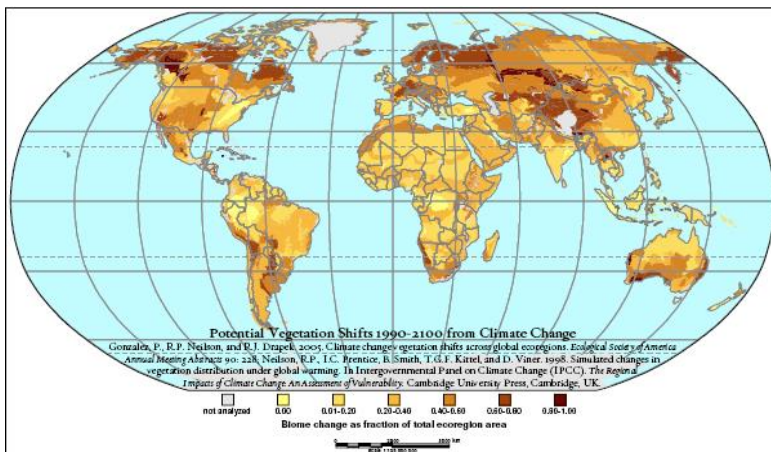 Potential Vegetation Shifts 1990-2100 from Climate Change
Gonzalez, P., R.P. Neilson, and R.J. Drapek. 2005. Climate change vegetation shifts across global ecoregions. Ecological Society of America
Annual Meeting Abstracts 90: 228; Neilson, R.P., I.C. Prentice, B. Smith, T.G.F. Kittel, and D. Viner. 1998. Simulated changes in
vegetation distribution under global warming. In Intergovernmental Panel on Climate Change (IPCC). The Regional
Impacts of Climate Change An Assessment of Vulnerability. Cambridge University Press, Cambridge, UK.
not analyzed 0.00 0.01-0.20 0.20-0.40 0.40-0.60 0.60-0.80 0.80-1.00
Biome change as fraction of total ecoregion area